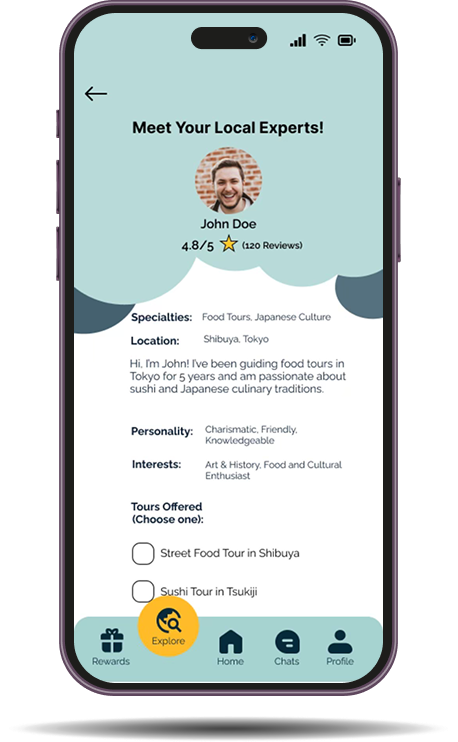 Meet Your Local Experts!
John Doe
4.8/5 (120 Reviews)
Specialties: Food Tours, Japanese Culture
Location: Shibuya, Tokyo
Hi, I'm John! I've been guiding food tours in
Tokyo for 5 years and am passionate about
sushi and Japanese culinary traditions.
Personality: Charismatic, Friendly,
Knowledgeable
Interests: Art & History, Food and Cultural
Enthusiast
Tours Offered
(Choose one):
Street Food Tour in Shibuya
Sushi Tour in Tsukiji
Rewards Explore Home Chats Profile